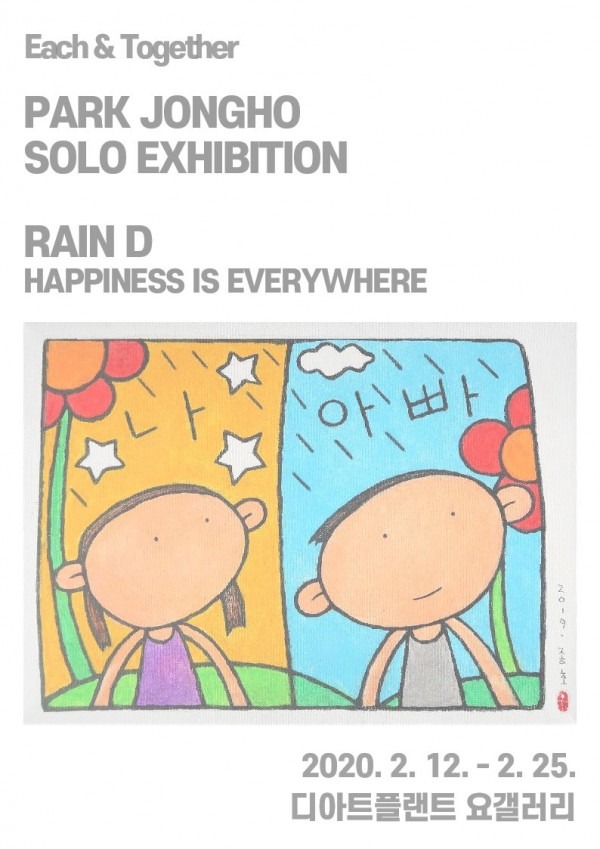 Each & Together
PARK JONGHO
SOLO EXHIBITION
RAIN D
HAPPINESS IS EVERYWHERE
나
아빠
2019. 종호
2020. 2. 12. - 2. 25.
디아트플랜트 요갤러리